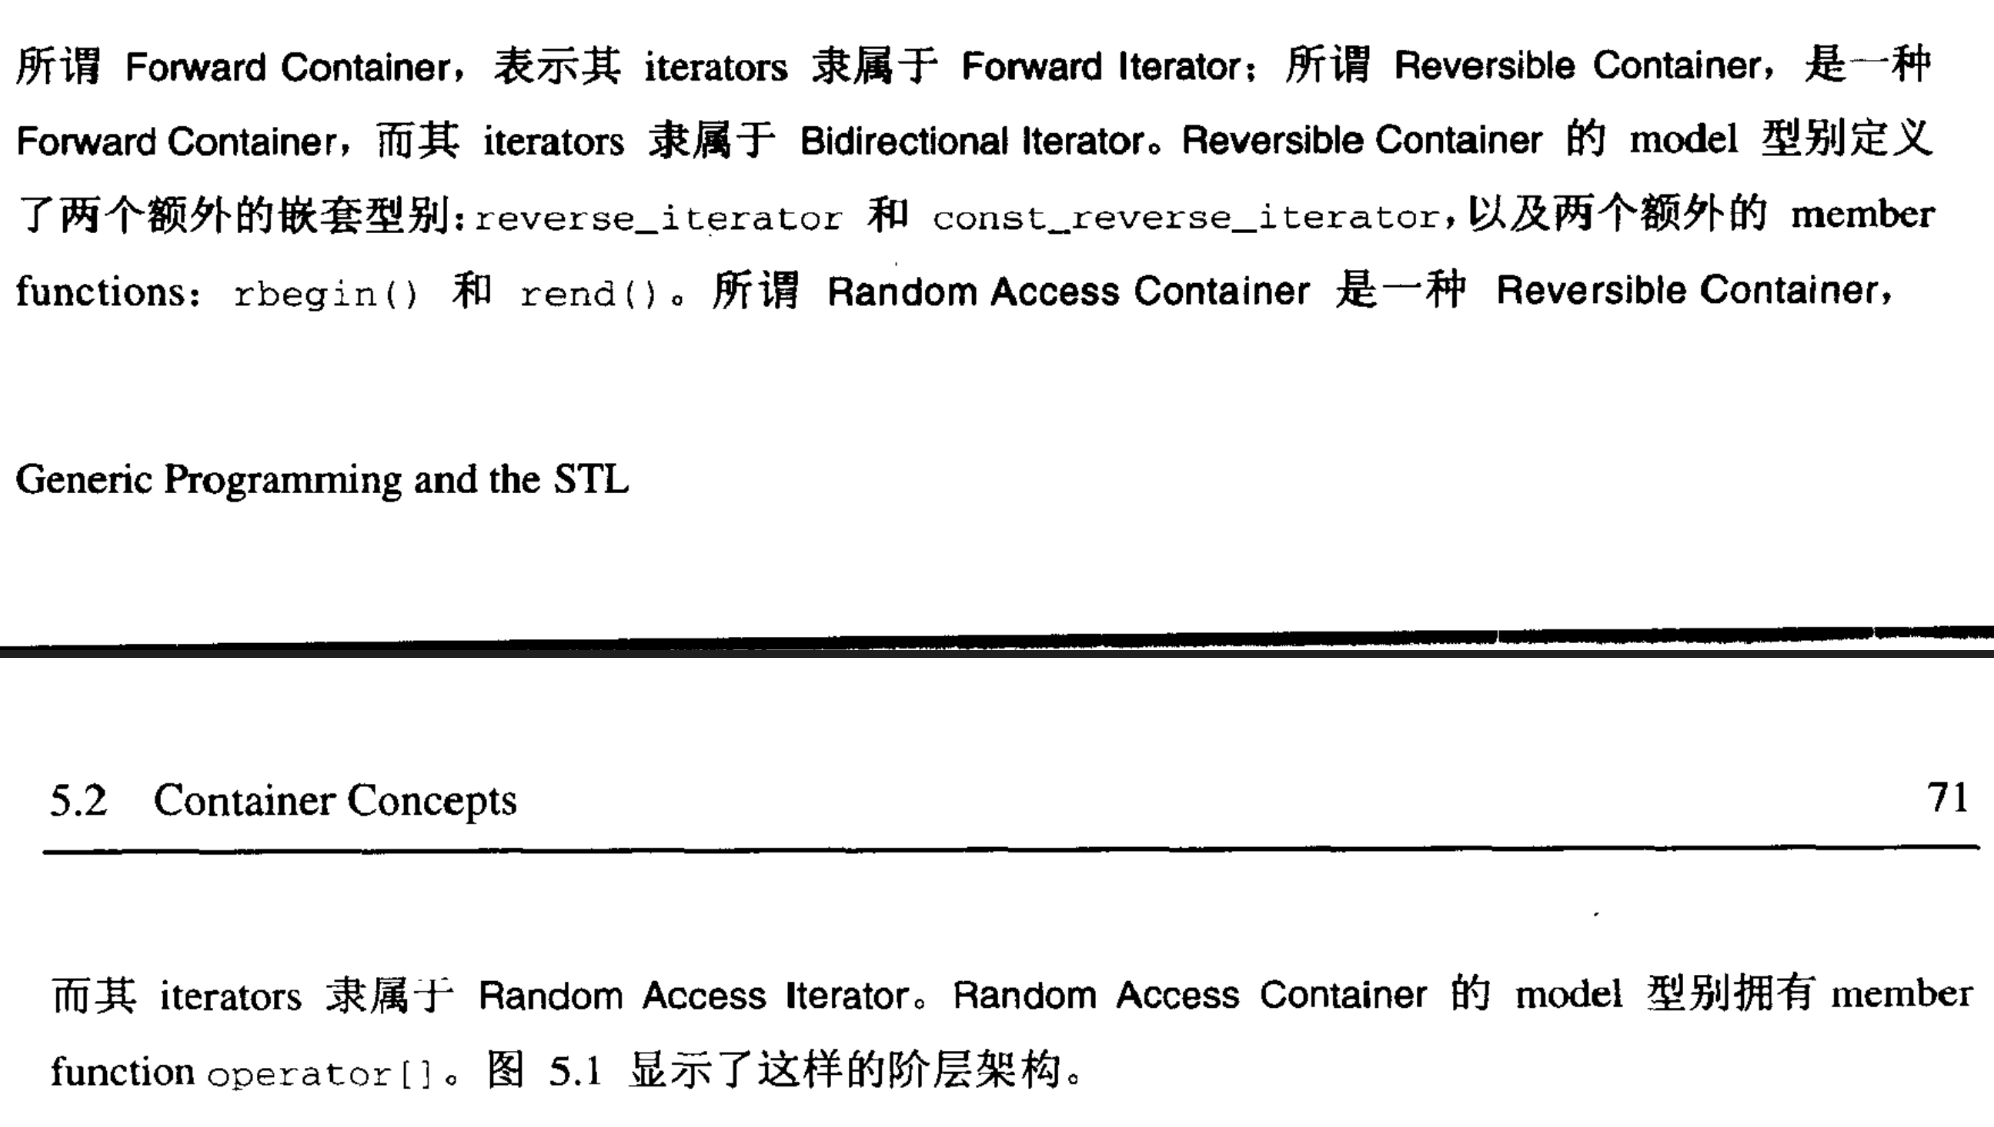 所谓 Forward Container，表示其 iterators 隶属于 Forward Iterator；所谓 Reversible Container，是一种
Forward Container，而其 iterators 隶属于 Bidirectional Iterator。Reversible Container 的 model 型别定义
了两个额外的嵌套型别：reverse_iterator 和 const_reverse_iterator，以及两个额外的 member
functions：rbegin() 和 rend()。所谓 Random Access Container 是一种 Reversible Container，
Generic Programming and the STL
5.2 Container Concepts 71
而其 iterators 隶属于 Random Access Iterator。Random Access Container 的 model 型别拥有 member
function operator[]。图 5.1 显示了这样的阶层架构。